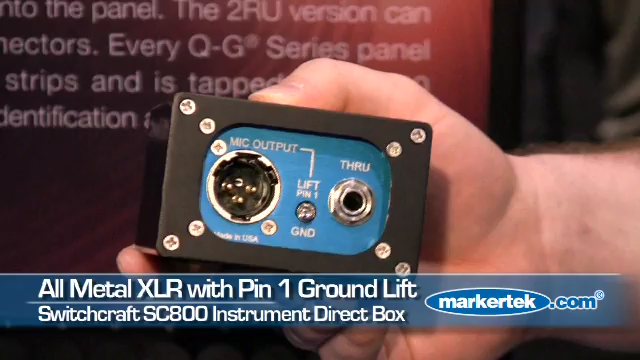 into the panel. The 2RU version can
nnectors. Every Q-G® Series panel
strips and is tapped
dentification
MIC OUTPUT
THRU
LIFT
PIN 1
GND
Made in USA
All Metal XLR with Pin 1 Ground Lift
Switchcraft SC800 Instrument Direct Box
markertek.com®